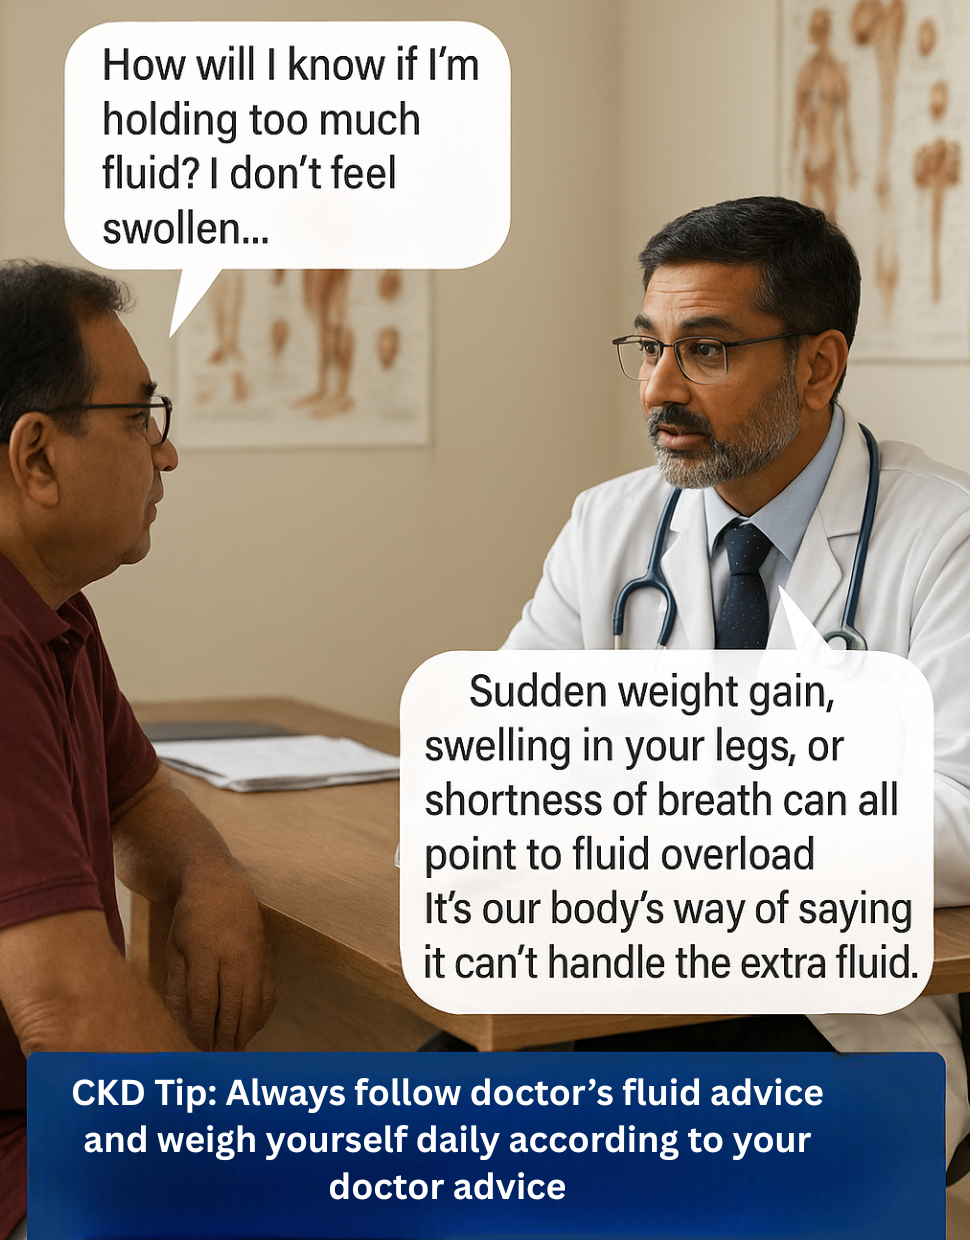 How will I know if I'm
holding too much
fluid? I don't feel
swollen...
Sudden weight gain,
swelling in your legs, or
shortness of breath can all
point to fluid overload
It's our body's way of saying
it can't handle the extra fluid.
CKD Tip: Always follow doctor's fluid advice
and weigh yourself daily according to your
doctor advice